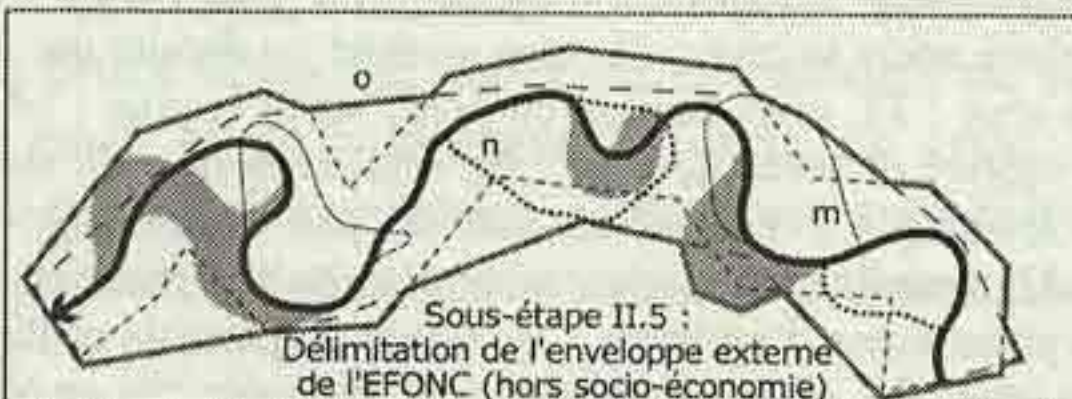 o
n
m
Sous-étape II.5 :
Délimitation de l'enveloppe externe
de l'EFONC (hors socio-économie)